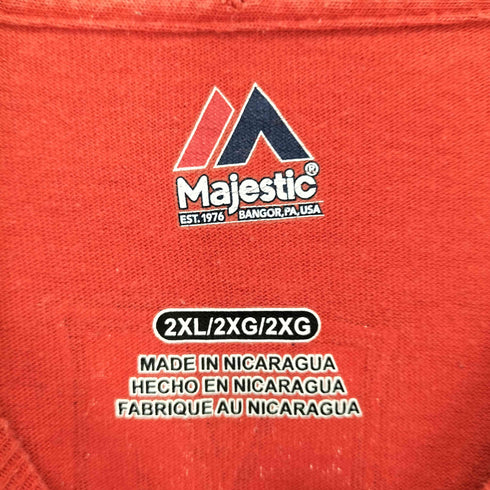 Majestic®
EST. 1976 BANGOR, PA, USA
2XL/2XG/2XG
MADE IN NICARAGUA
HECHO EN NICARAGUA
FABRIQUE AU NICARAGUA